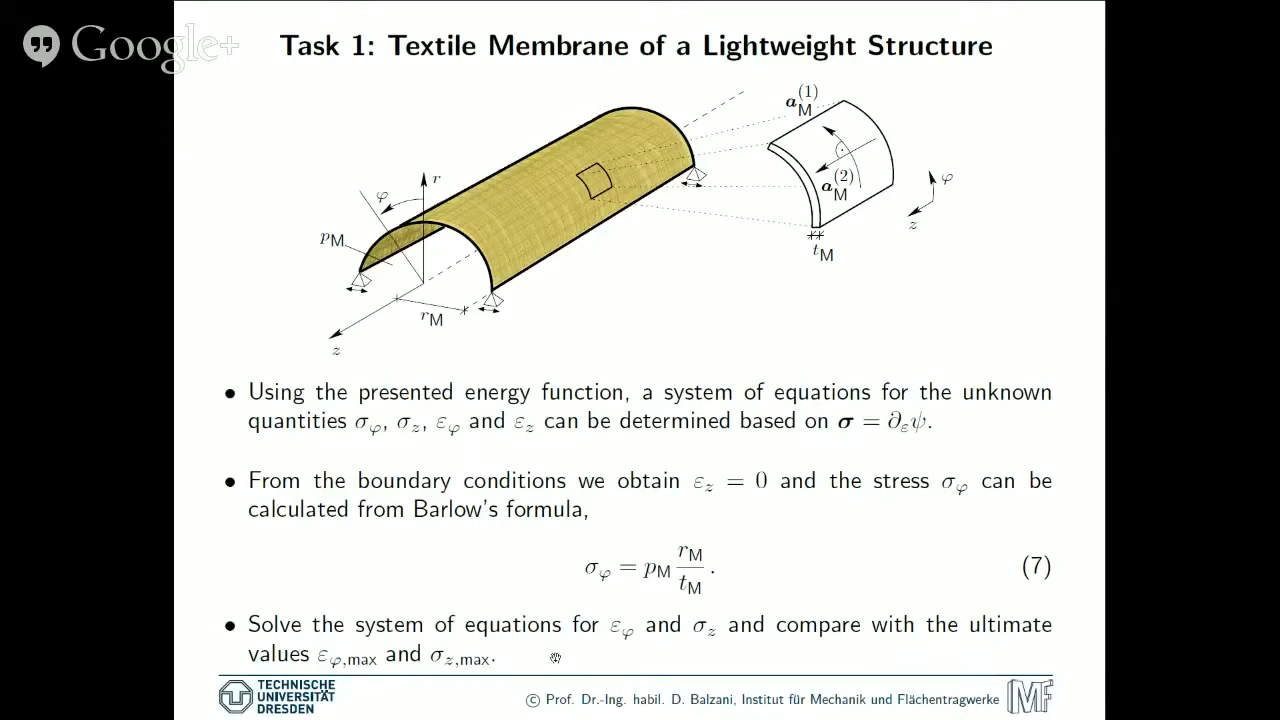 Google+
Task 1: Textile Membrane of a Lightweight Structure
a_M^(1)
a_M^(2)
φ
z
t_M
r
φ
p_M
r_M
z
• Using the presented energy function, a system of equations for the unknown
quantities σ_φ, σ_z, ε_φ and ε_z can be determined based on σ = ∂_ε ψ.
• From the boundary conditions we obtain ε_z = 0 and the stress σ_φ can be
calculated from Barlow's formula,
σ_φ = p_M r_M / t_M . (7)
• Solve the system of equations for ε_φ and σ_z and compare with the ultimate
values ε_φ,max and σ_z,max.
TECHNISCHE
UNIVERSITÄT
DRESDEN
© Prof. Dr.-Ing. habil. D. Balzani, Institut für Mechanik und Flächentragwerke